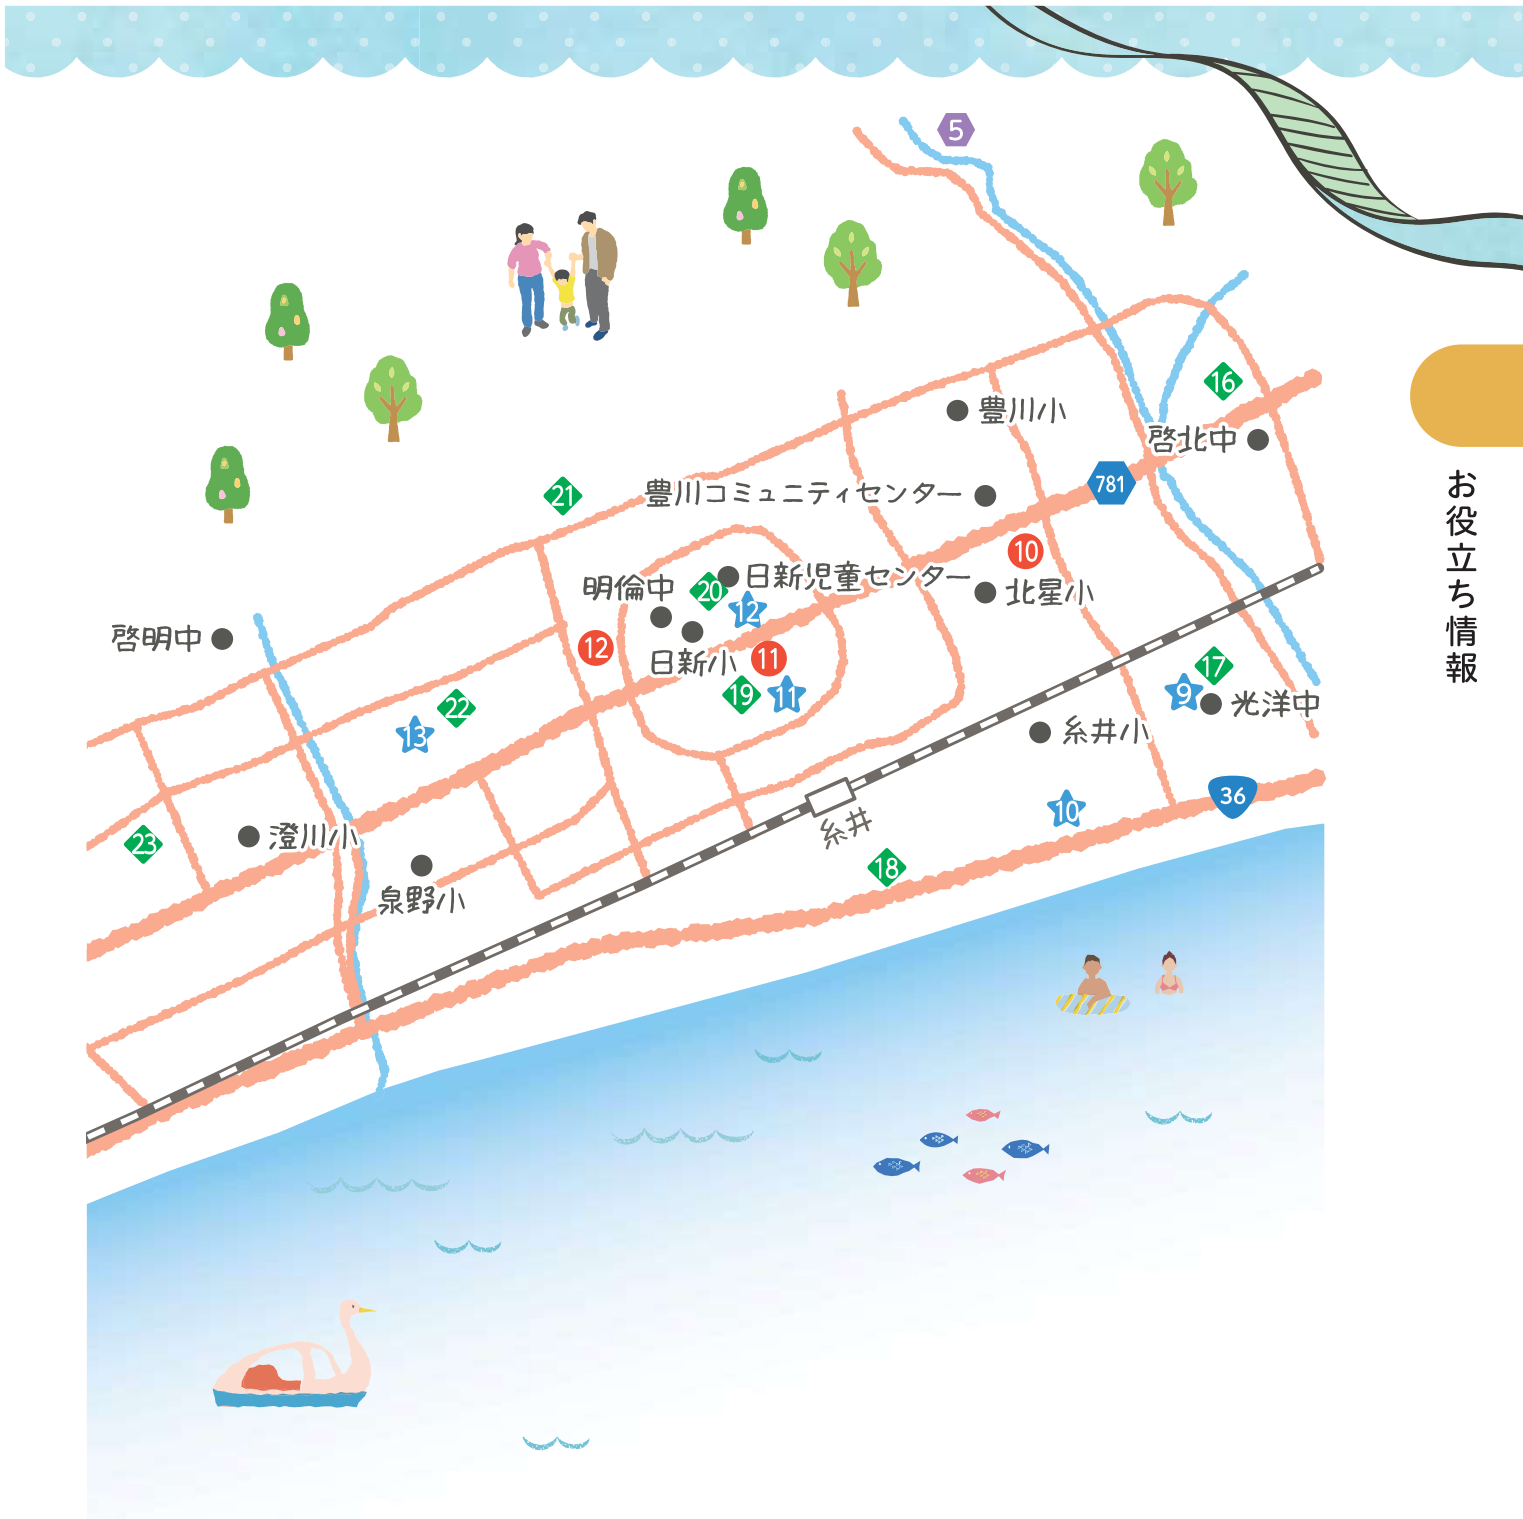 5
16
豊川小
啓北中
781
21
豊川コミュニティセンター
10
明倫中
20
日新児童センター
12
北星小
啓明中
12
日新小
11
17
19
11
9
光洋中
22
13
糸井小
36
10
糸井
23
澄川小
18
泉野小
お役立ち情報